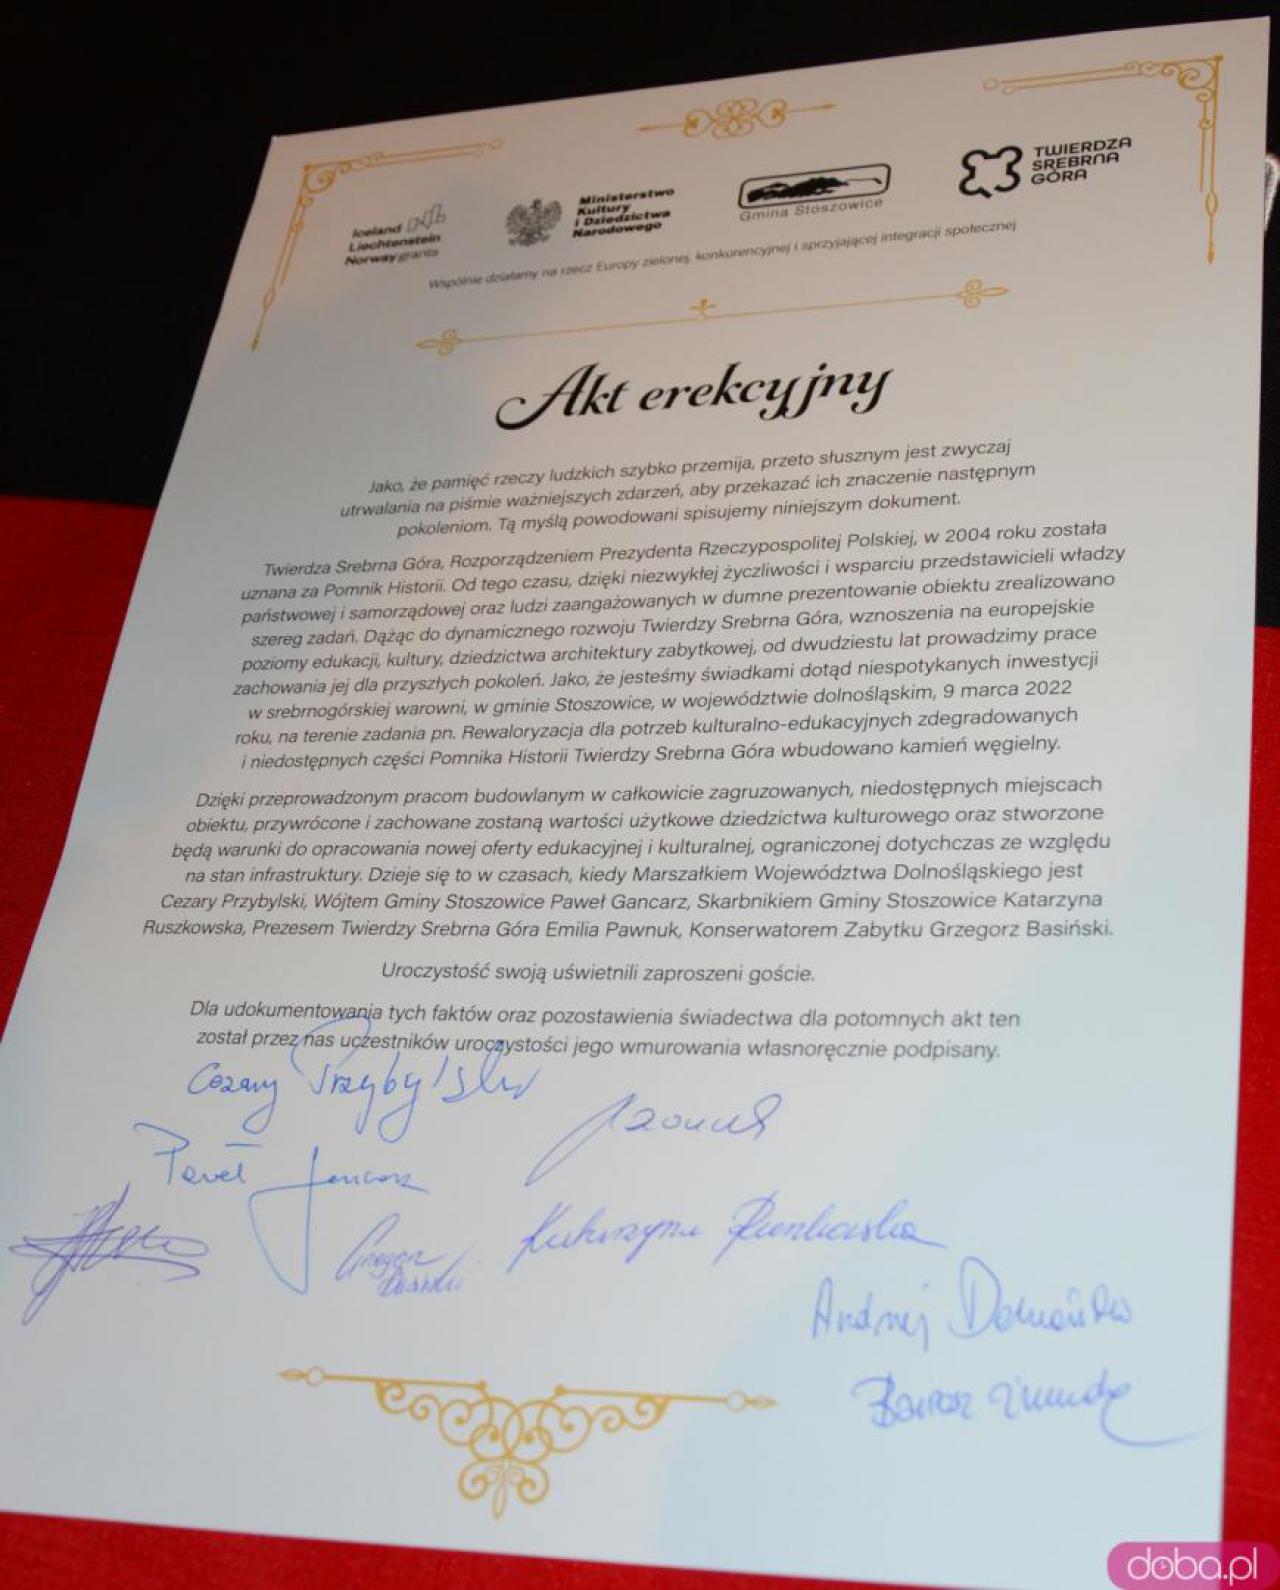 Iceland
Liechtenstein
Norway grants
Ministerstwo
Kultury
i Dziedzictwa
Narodowego
Gmina Stoszowice
TWIERDZA
SREBRNA
GÓRA
Wspólnie działamy na rzecz Europy zielonej, konkurencyjnej i sprzyjającej integracji społecznej
Akt erekcyjny
Jako, że pamięć rzeczy ludzkich szybko przemija, przeto słusznym jest zwyczaj
utrwalania na piśmie ważniejszych zdarzeń, aby przekazać ich znaczenie następnym
pokoleniom. Tą myślą powodowani spisujemy niniejszym dokument.
Twierdza Srebrna Góra, Rozporządzeniem Prezydenta Rzeczypospolitej Polskiej, w 2004 roku została
uznana za Pomnik Historii. Od tego czasu, dzięki niezwykłej życzliwości i wsparciu przedstawicieli władzy
państwowej i samorządowej oraz ludzi zaangażowanych w dumne prezentowanie obiektu zrealizowano
szereg zadań. Dążąc do dynamicznego rozwoju Twierdzy Srebrna Góra, wznoszenia na europejskie
poziomy edukacji, kultury, dziedzictwa architektury zabytkowej, od dwudziestu lat prowadzimy prace
zachowania jej dla przyszłych pokoleń. Jako, że jesteśmy świadkami dotąd niespotykanych inwestycji
w srebrnogórskiej warowni, w gminie Stoszowice, w województwie dolnośląskim, 9 marca 2022
roku, na terenie zadania pn. Rewaloryzacja dla potrzeb kulturalno-edukacyjnych zdegradowanych
i niedostępnych części Pomnika Historii Twierdzy Srebrna Góra wbudowano kamień węgielny.
Dzięki przeprowadzonym pracom budowlanym w całkowicie zagruzowanych, niedostępnych miejscach
obiektu, przywrócone i zachowane zostaną wartości użytkowe dziedzictwa kulturowego oraz stworzone
będą warunki do opracowania nowej oferty edukacyjnej i kulturalnej, ograniczonej dotychczas ze względu
na stan infrastruktury. Dzieje się to w czasach, kiedy Marszałkiem Województwa Dolnośląskiego jest
Cezary Przybylski, Wójtem Gminy Stoszowice Paweł Gancarz, Skarbnikiem Gminy Stoszowice Katarzyna
Ruszkowska, Prezesem Twierdzy Srebrna Góra Emilia Pawnuk, Konserwatorem Zabytku Grzegorz Basiński.
Uroczystość swoją uświetnili zaproszeni goście.
Dla udokumentowania tych faktów oraz pozostawienia świadectwa dla potomnych akt ten
został przez nas uczestników uroczystości jego wmurowania własnoręcznie podpisany.
Cezary Przybylski
Paweł Gancarz
Katarzyna
Andrzej
doba.pl